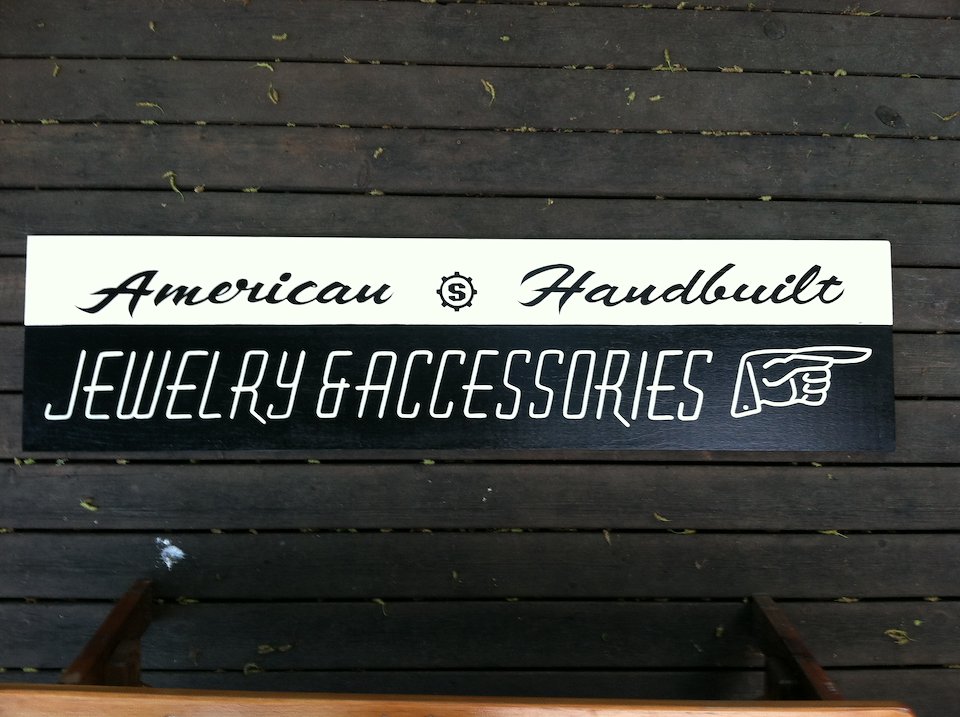 American S Handbuilt
JEWELRY & ACCESSORIES